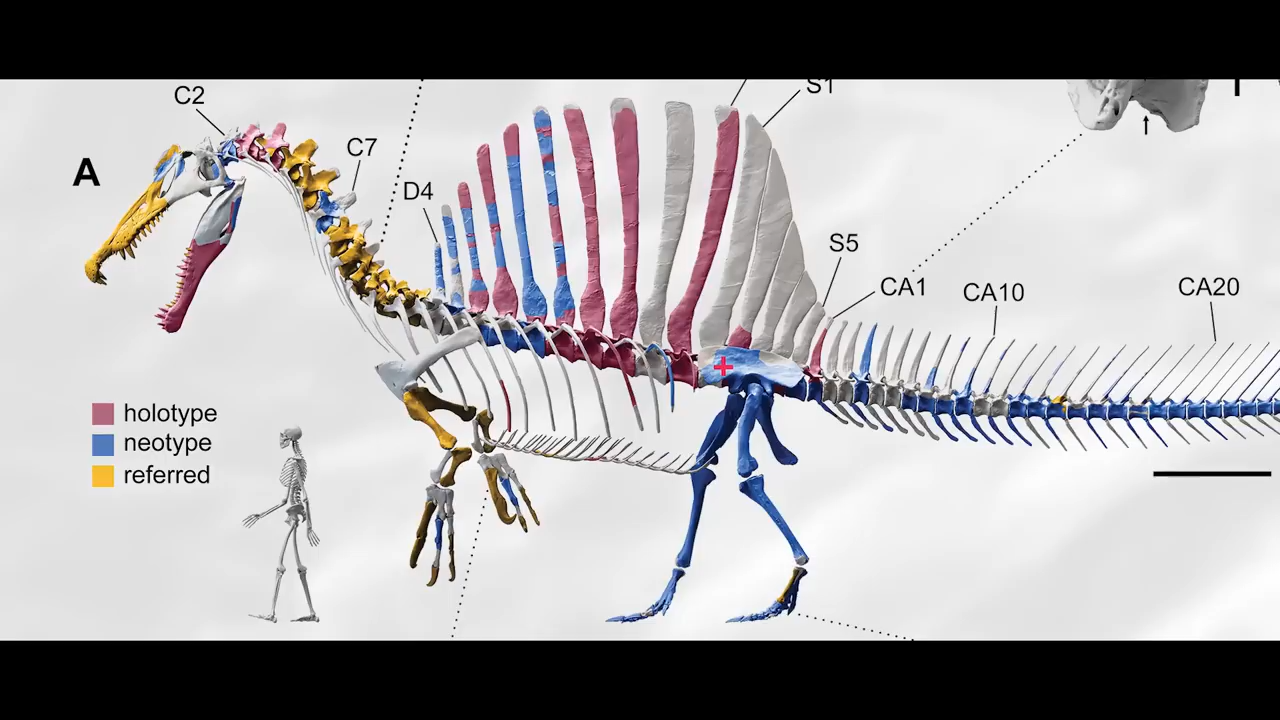 C2
S1
C7
A
D4
S5
CA1
CA10
CA20
holotype
neotype
referred